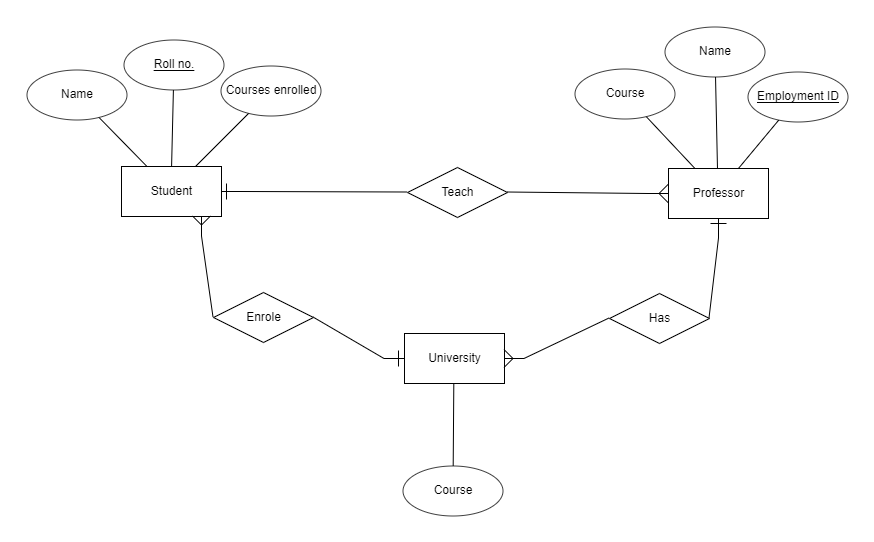 Name
Roll no.
Courses enrolled
Course
Name
Employment ID
Student
Teach
Professor
Enrole
Has
University
Course